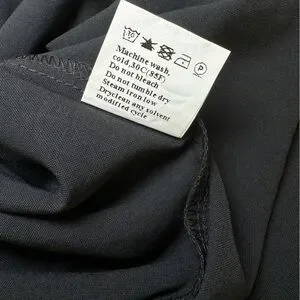 30
P
Machine wash.
cold.30C(85F)
Do not bleach
Do not tumble dry
Steam iron low
Dryclean any solvent
modified cycle